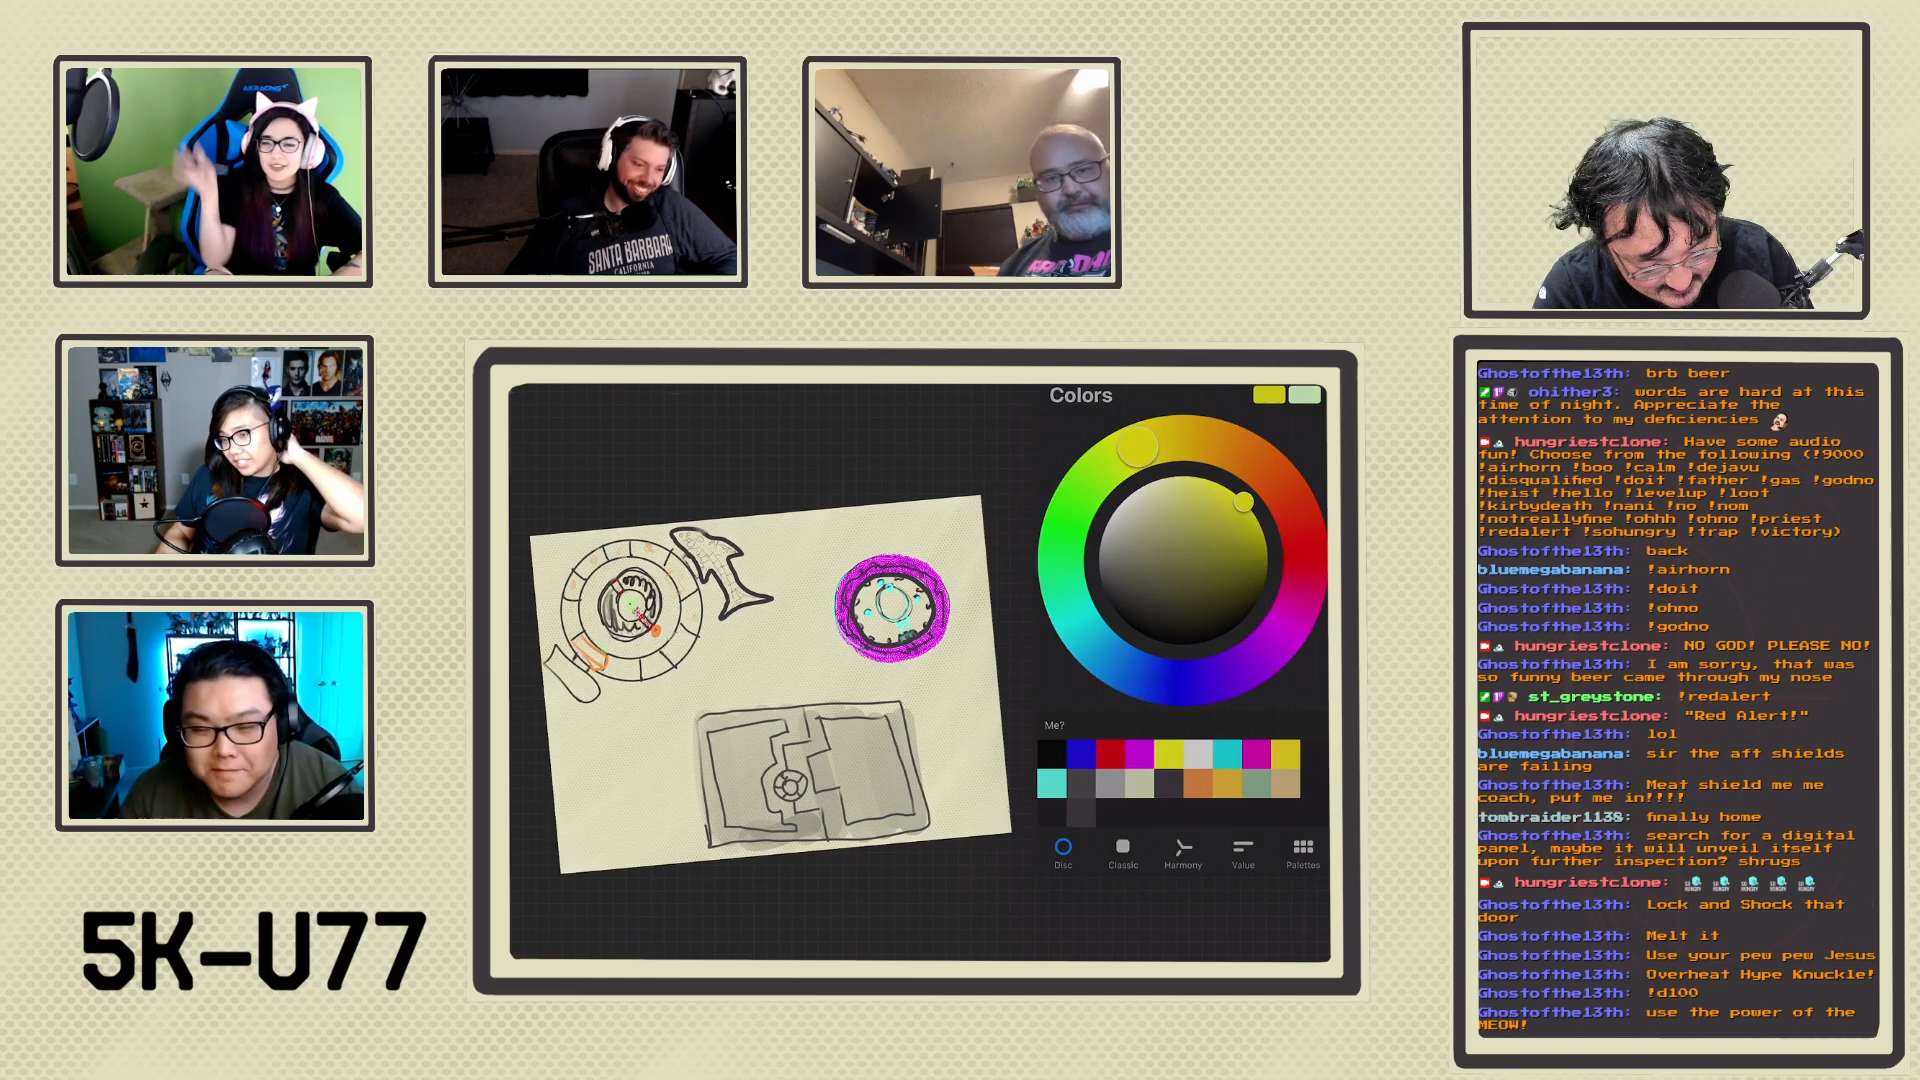 AKRACING
SANTA BARBARA
CALIFORNIA
5K-U77
Colors
Me?
Disc
Classic
Harmony
Value
Palettes
Ghostofthe13th: brb beer
ohither3: words are hard at this
time of night. Appreciate the
attention to my deficiencies
hungriestclone: Have some audio
fun! Choose from the following (!9000
!airhorn !boo !calm !dejavu
!disqualified !doit !father !gas !godno
!heist !hello !levelup !loot
!kirbydeath !nani !no !nom
!notreallyfine !ohhh !ohno !priest
!redalert !sohungry !trap !victory)
Ghostofthe13th: back
bluemegabanana: !airhorn
Ghostofthe13th: !doit
Ghostofthe13th: !ohno
Ghostofthe13th: !godno
hungriestclone: NO GOD! PLEASE NO!
Ghostofthe13th: I am sorry, that was
so funny beer came through my nose
st_greystone: !redalert
hungriestclone: "Red Alert!"
Ghostofthe13th: lol
bluemegabanana: sir the aft shields
are failing
Ghostofthe13th: Meat shield me me
coach, put me in!!!!
tombraider1138: finally home
Ghostofthe13th: search for a digital
panel, maybe it will unveil itself
upon further inspection? shrugs
hungriestclone:
Ghostofthe13th: Lock and Shock that
door
Ghostofthe13th: Melt it
Ghostofthe13th: Use your pew pew Jesus
Ghostofthe13th: Overheat Hype Knuckle!
Ghostofthe13th: !d100
Ghostofthe13th: use the power of the
MEOW!